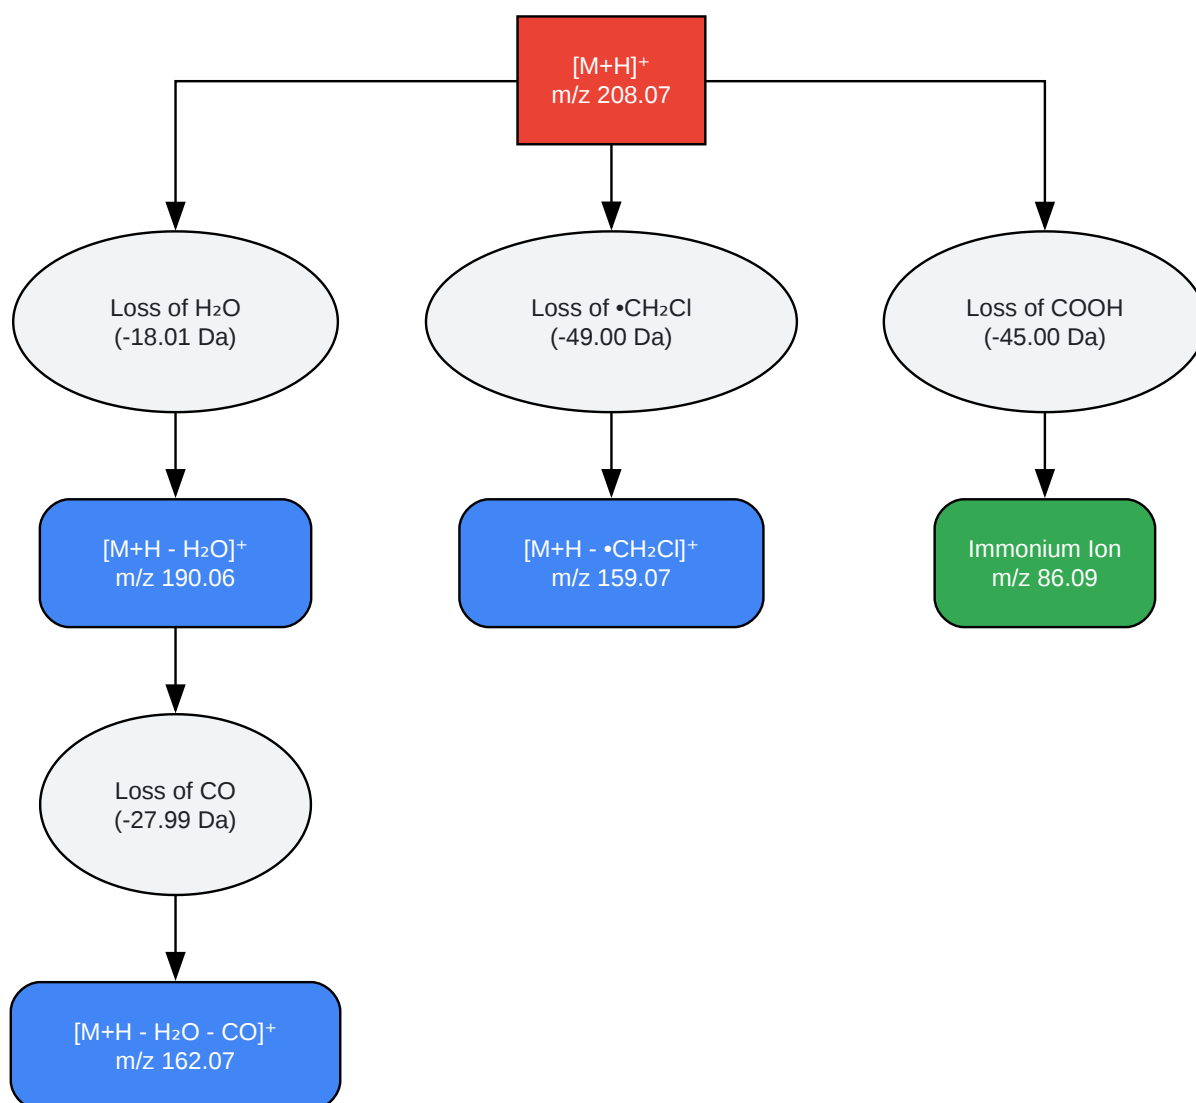 [M+H]⁺
m/z 208.07
Loss of H₂O
(-18.01 Da)
Loss of •CH₂Cl
(-49.00 Da)
Loss of COOH
(-45.00 Da)
[M+H - H₂O]⁺
m/z 190.06
[M+H - •CH₂Cl]⁺
m/z 159.07
Immonium Ion
m/z 86.09
Loss of CO
(-27.99 Da)
[M+H - H₂O - CO]⁺
m/z 162.07